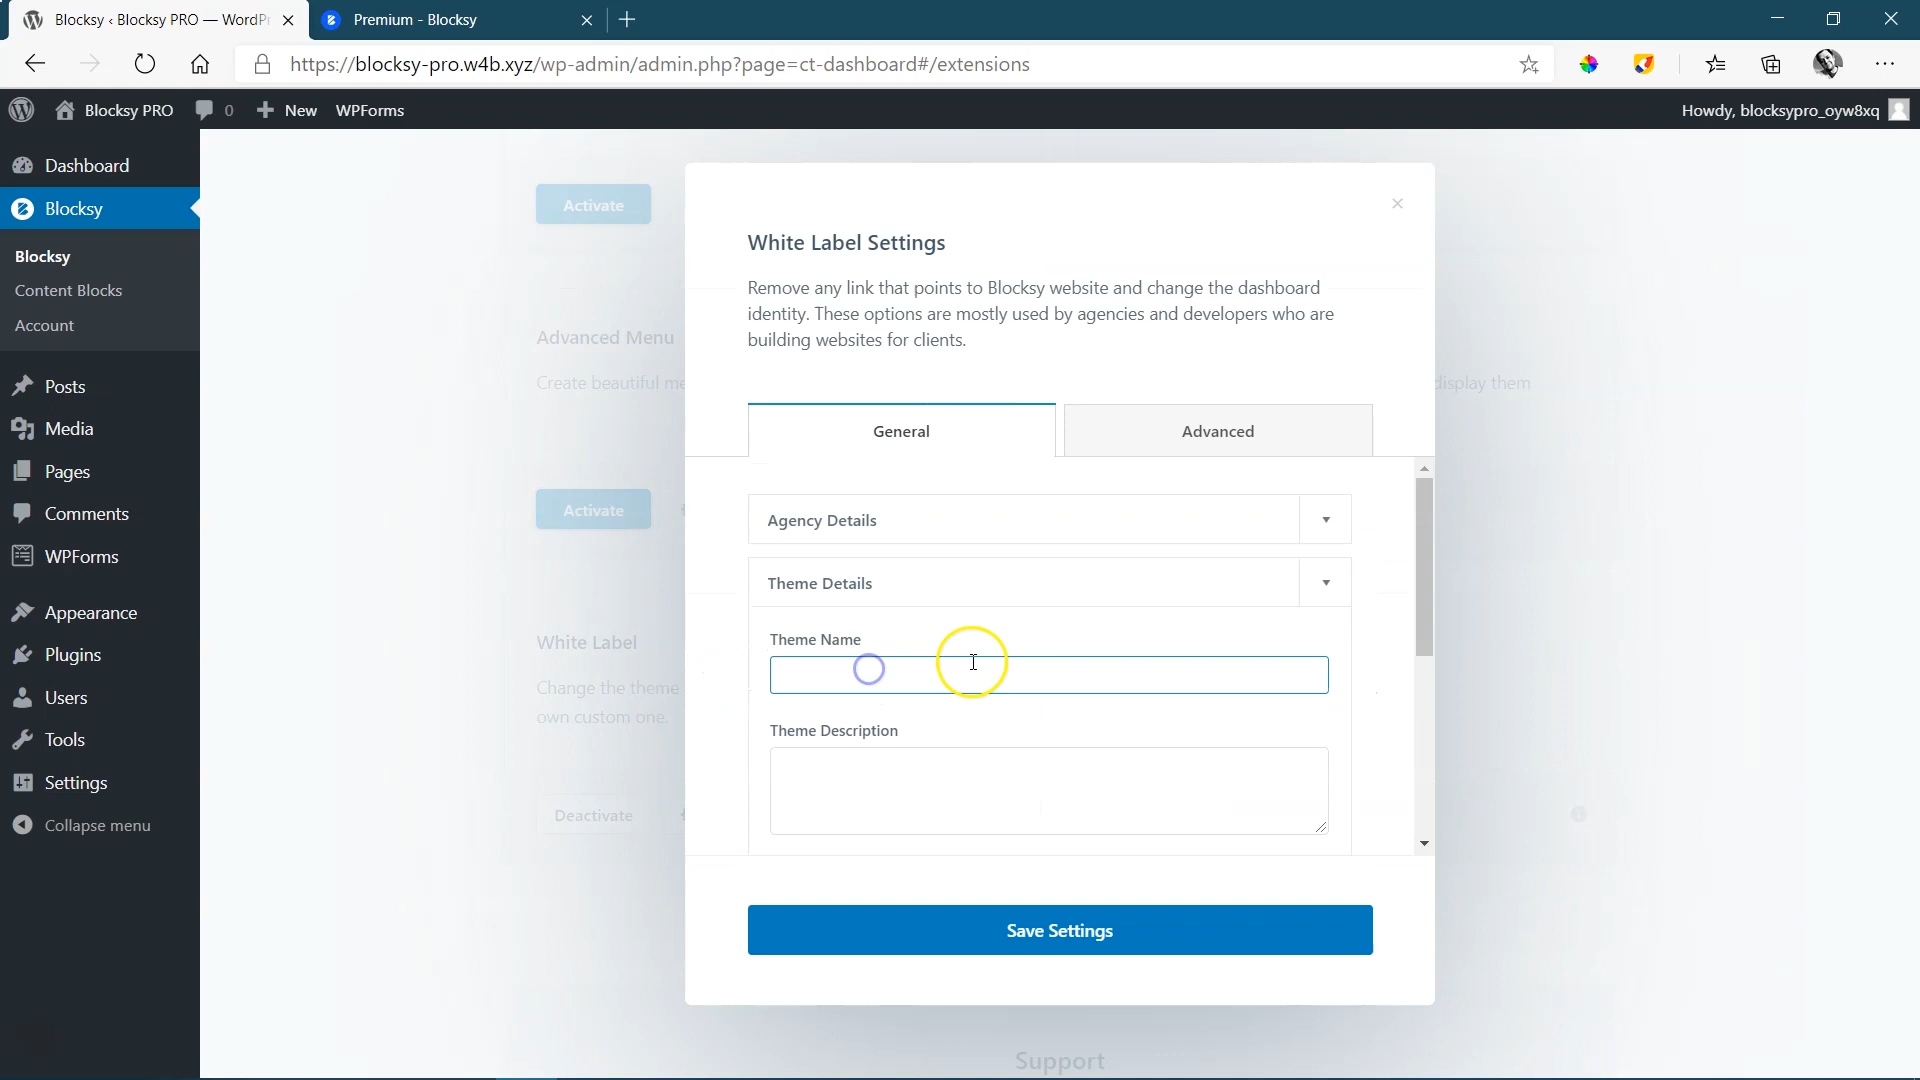 Blocksy ‹ Blocksy PRO — WordPr
Premium - Blocksy
https://blocksy-pro.w4b.xyz/wp-admin/admin.php?page=ct-dashboard#/extensions
Blocksy PRO
0
New
WPForms
Howdy, blocksypro_oyw8xq
Dashboard
Blocksy
Blocksy
Content Blocks
Account
Posts
Media
Pages
Comments
WPForms
Appearance
Plugins
Users
Tools
Settings
Collapse menu
Activate
Advanced Menu
Create beautiful me
display them
Activate
White Label
Change the theme
own custom one.
Deactivate
White Label Settings
Remove any link that points to Blocksy website and change the dashboard
identity. These options are mostly used by agencies and developers who are
building websites for clients.
General
Advanced
Agency Details
Theme Details
Theme Name
Theme Description
Save Settings
Support